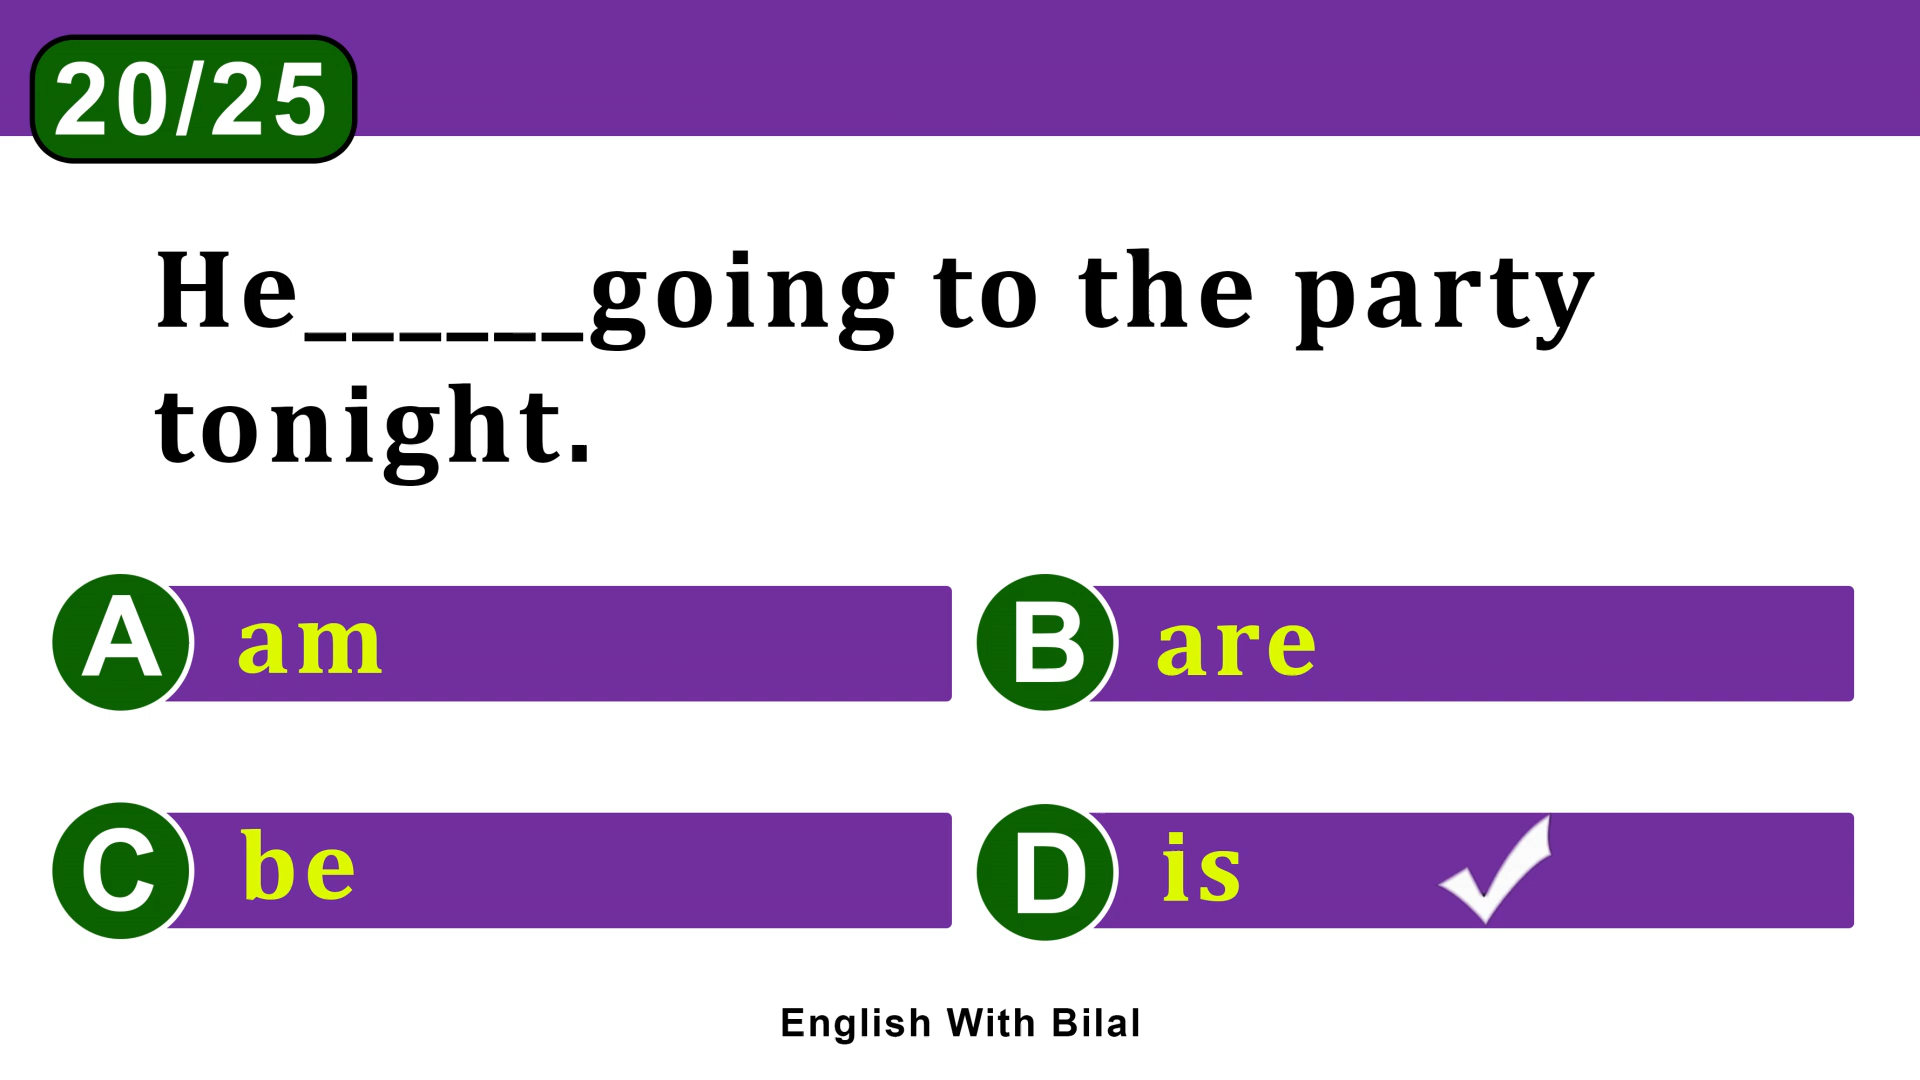 20/25
He______going to the party
tonight.
A am
B are
C be
D is
English With Bilal